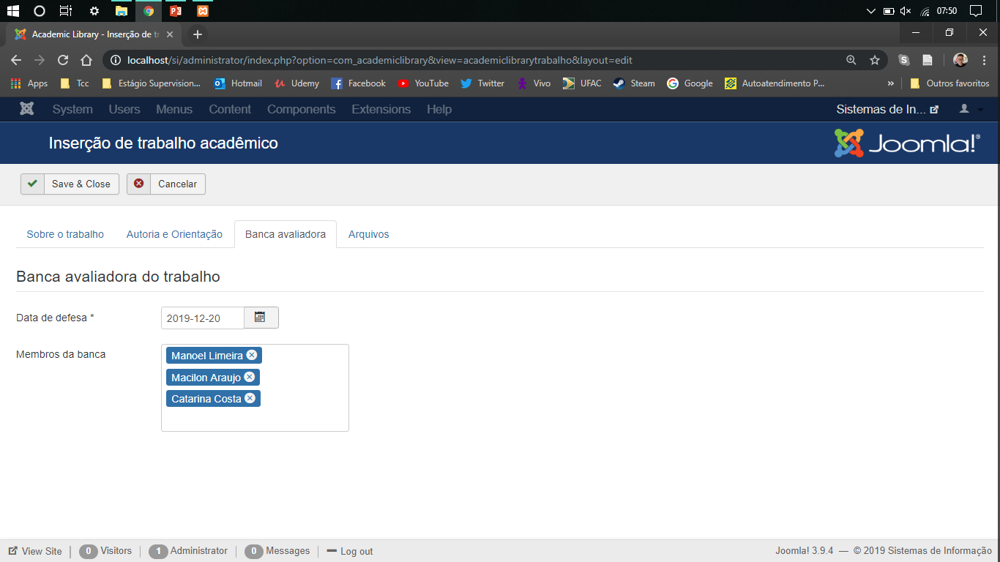 07:50
Academic Library - Inserção de tr
localhost/si/administrator/index.php?option=com_academiclibrary&view=academiclibrarytrabalho&layout=edit
Apps Tcc Estágio Supervision... Hotmail Udemy Facebook YouTube Twitter Vivo UFAC Steam Google Autoatendimento P... » Outros favoritos
System Users Menus Content Components Extensions Help Sistemas de In...
Inserção de trabalho acadêmico Joomla!®
Save & Close Cancelar
Sobre o trabalho Autoria e Orientação Banca avaliadora Arquivos
Banca avaliadora do trabalho
Data de defesa * 2019-12-20
Membros da banca Manoel Limeira
Macilon Araujo
Catarina Costa
View Site | 0 Visitors | 1 Administrator | 0 Messages | Log out Joomla! 3.9.4 — © 2019 Sistemas de Informação